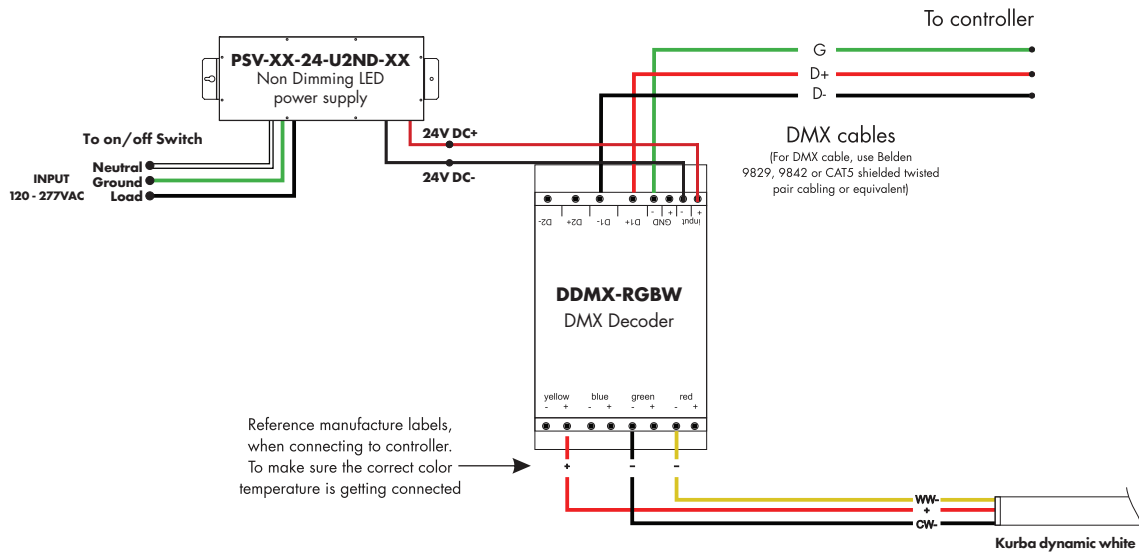 To controller
G
D+
D-
PSV-XX-24-U2ND-XX
Non Dimming LED
power supply
To on/off Switch
Neutral
INPUT
Ground
120 - 277VAC
Load
24V DC+
24V DC-
DMX cables
(For DMX cable, use Belden
9829, 9842 or CAT5 shielded twisted
pair cabling or equivalent)
D2- D2+ D1- D1+ GND input
- + - +
DDMX-RGBW
DMX Decoder
yellow blue green red
- + - + - + - +
Reference manufacture labels,
when connecting to controller.
To make sure the correct color
temperature is getting connected
+ - -
WW-
+
CW-
Kurba dynamic white